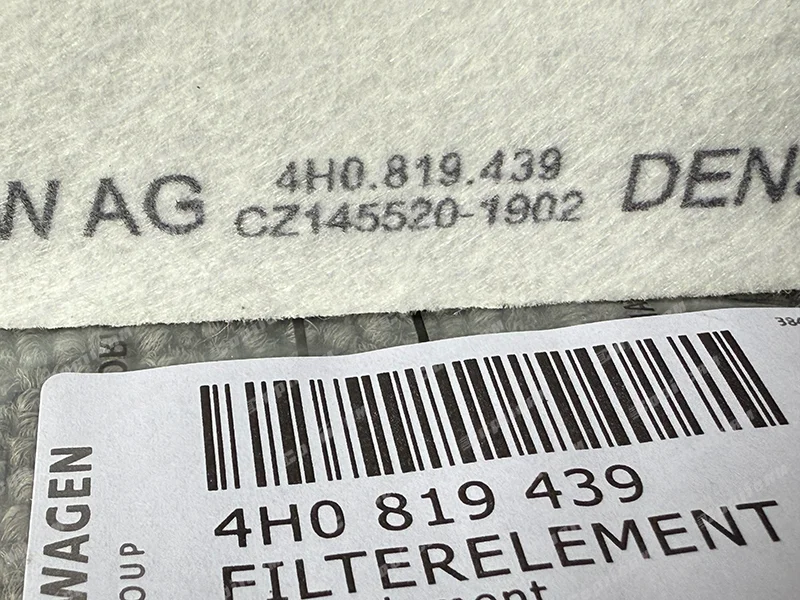 W AG 4H0.819.439 DEN
CZ145520-1902
4H0 819 439
FILTERELEMENT
WAGEN
OUP